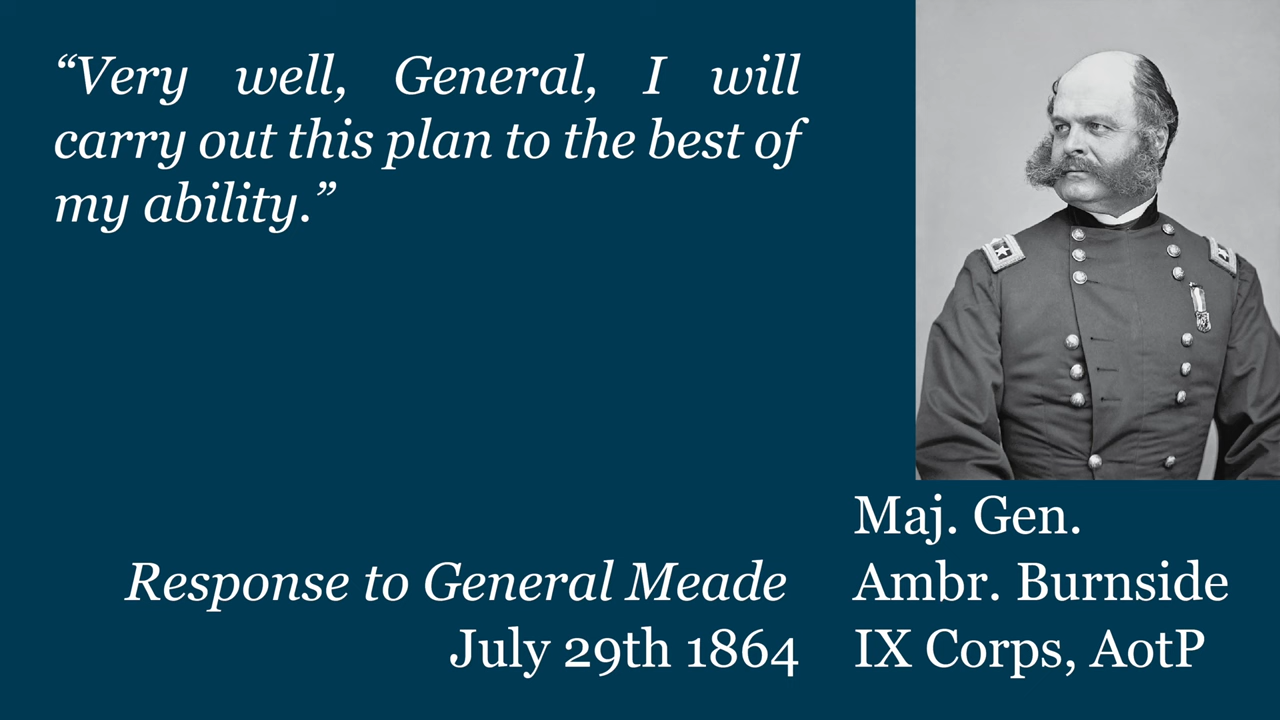 “Very well, General, I will
carry out this plan to the best of
my ability.”
Response to General Meade
July 29th 1864
Maj. Gen.
Ambr. Burnside
IX Corps, AotP